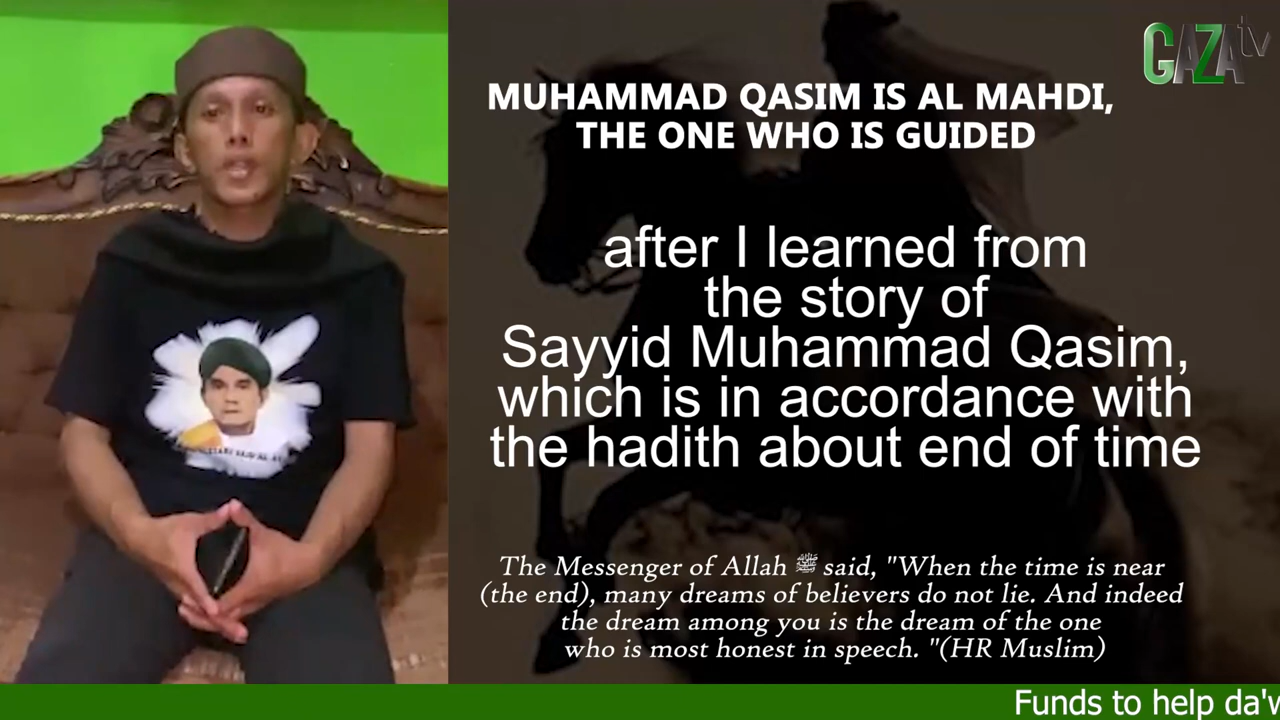 GAZA tv
MUHAMMAD QASIM IS AL MAHDI,
THE ONE WHO IS GUIDED
after I learned from
the story of
Sayyid Muhammad Qasim,
which is in accordance with
the hadith about end of time
The Messenger of Allah ﷺ said, "When the time is near
(the end), many dreams of believers do not lie. And indeed
the dream among you is the dream of the one
who is most honest in speech. "(HR Muslim)
Funds to help da'w